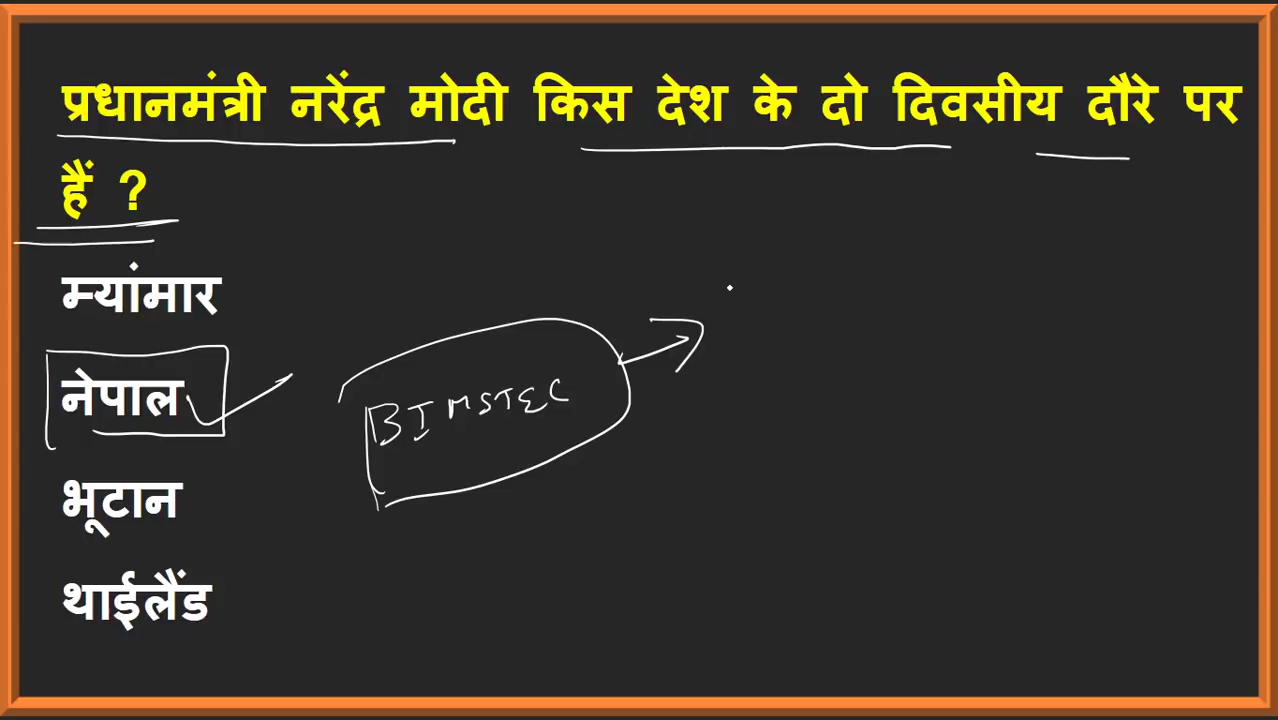 प्रधानमंत्री नरेंद्र मोदी किस देश के दो दिवसीय दौरे पर
हैं ?
म्यांमार
नेपाल
BIMSTEC
भूटान
थाईलैंड